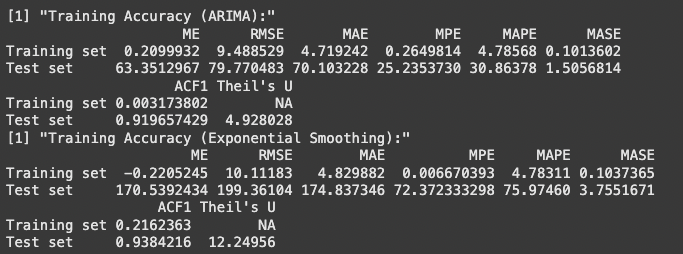 [1] "Training Accuracy (ARIMA):"
ME RMSE MAE MPE MAPE MASE
Training set 0.2099932 9.488529 4.719242 0.2649814 4.78568 0.1013602
Test set 63.3512967 79.770483 70.103228 25.2353730 30.86378 1.5056814
ACF1 Theil's U
Training set 0.003173802 NA
Test set 0.919657429 4.928028
[1] "Training Accuracy (Exponential Smoothing):"
ME RMSE MAE MPE MAPE MASE
Training set -0.2205245 10.11183 4.829882 0.006670393 4.78311 0.1037365
Test set 170.5392434 199.36104 174.837346 72.372333298 75.97460 3.7551671
ACF1 Theil's U
Training set 0.2162363 NA
Test set 0.9384216 12.24956